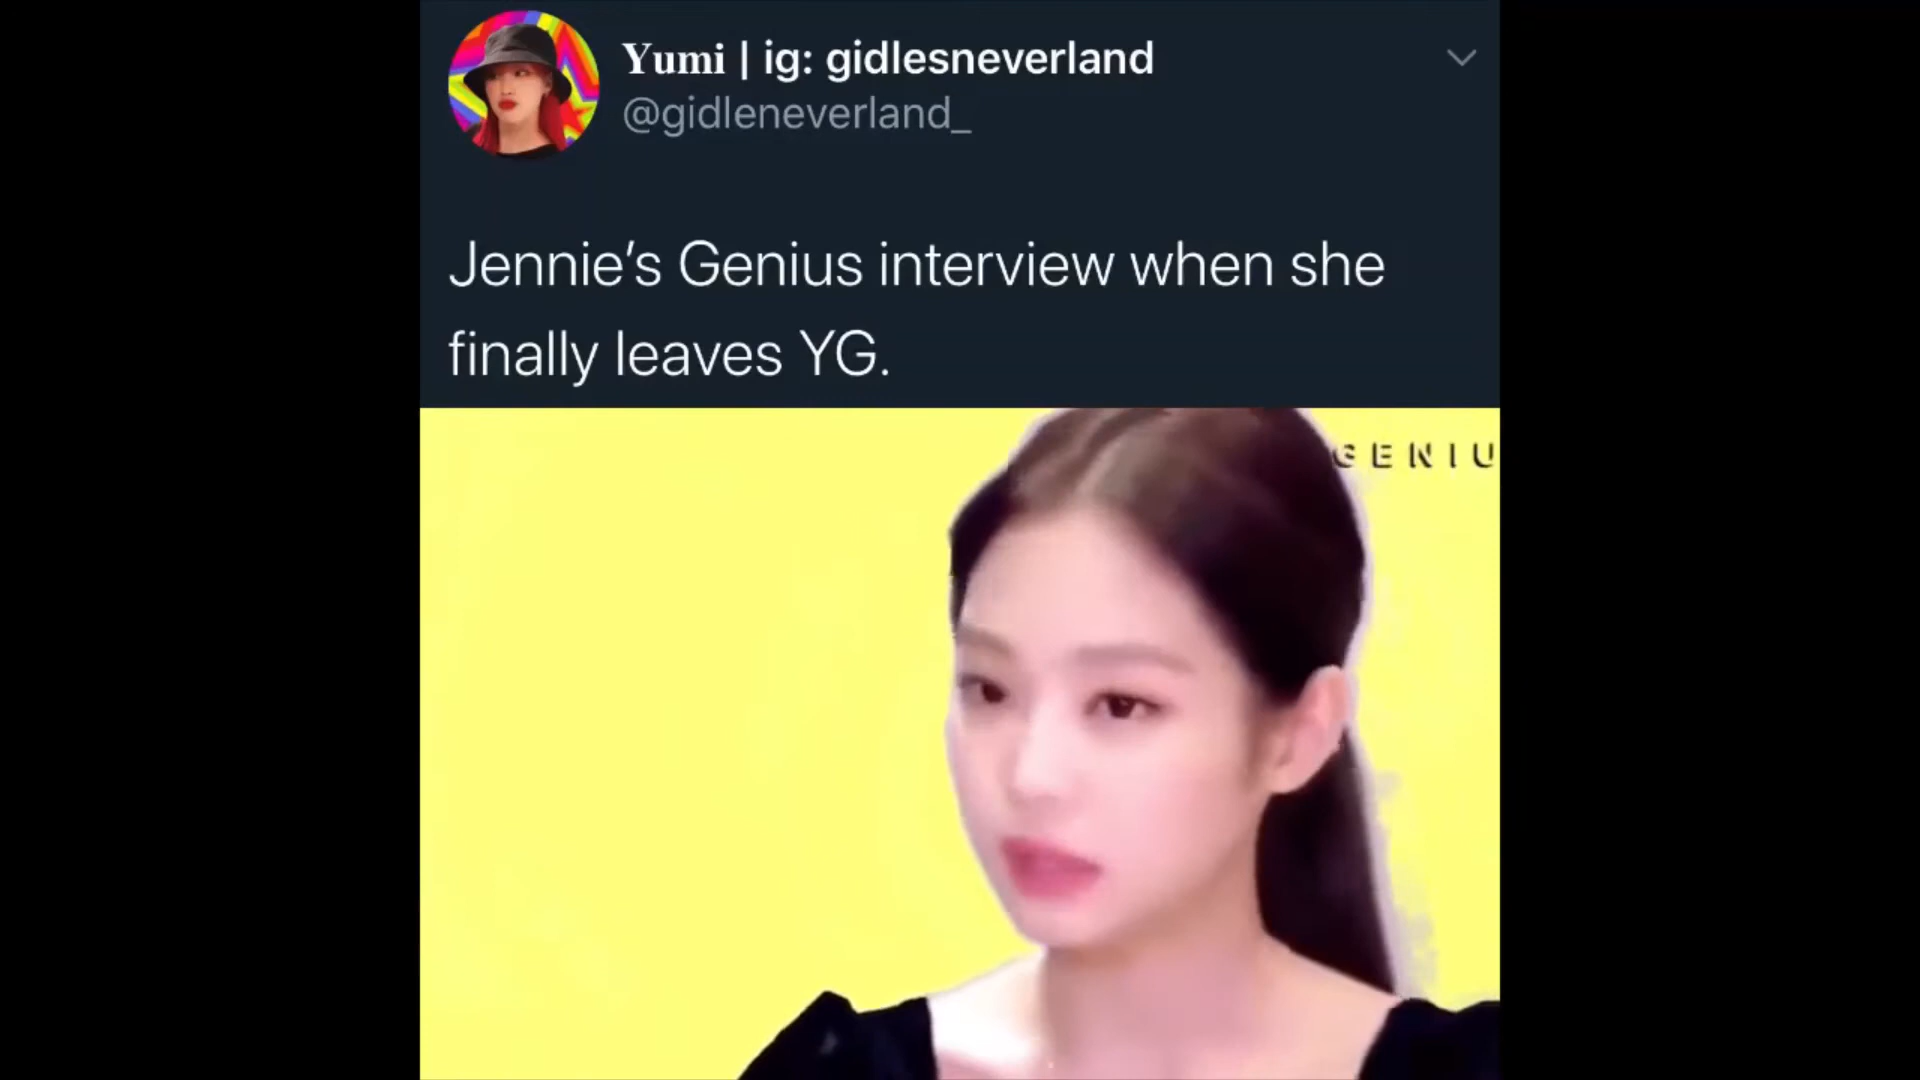 Yumi | ig: gidlesneverland
@gidleneverland_
Jennie's Genius interview when she
finally leaves YG.
GENIU